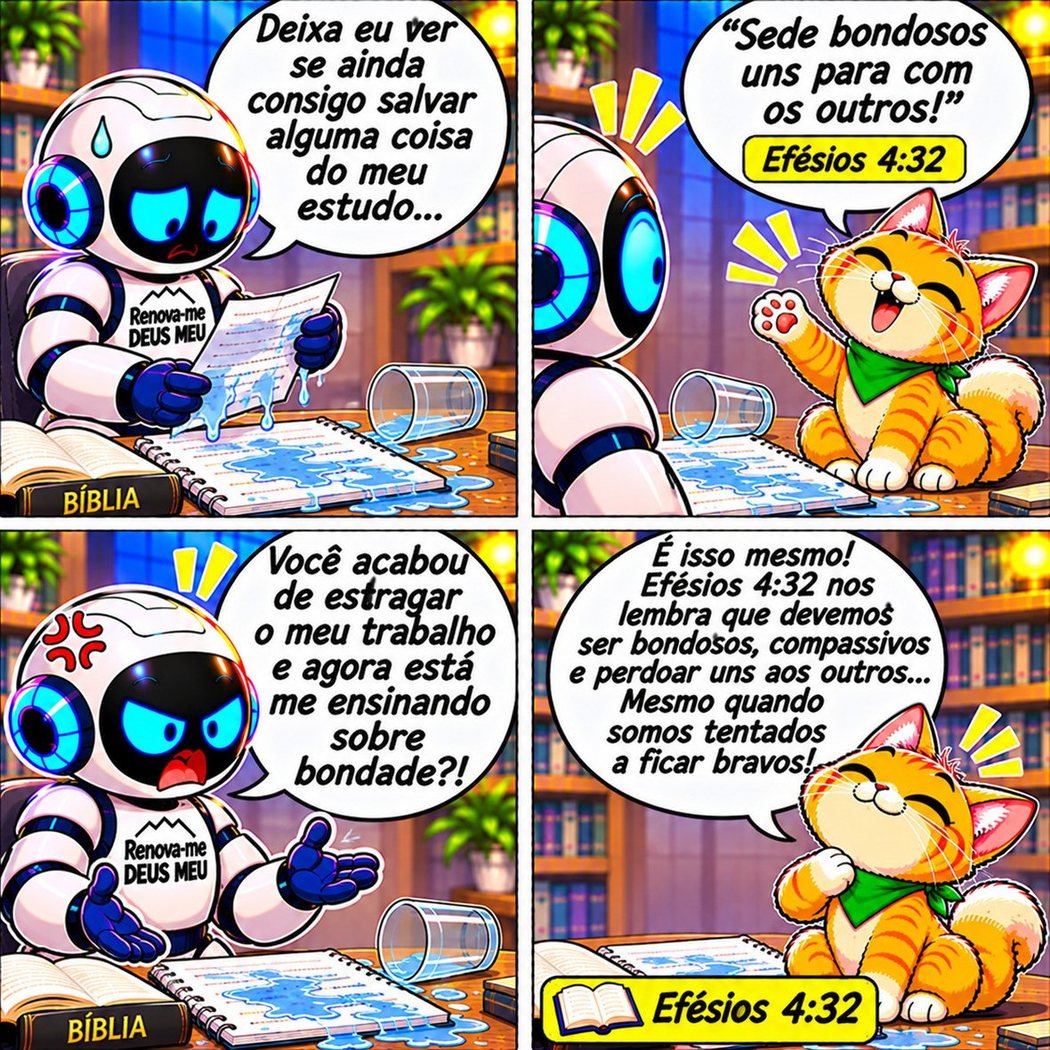 Deixa eu ver
se ainda
consigo salvar
alguma coisa
do meu
estudo...
Renova-me
DEUS MEU
BÍBLIA
“Sede bondosos
uns para com
os outros!”
Efésios 4:32
Você acabou
de estragar
o meu trabalho
e agora está
me ensinando
sobre
bondade?!
Renova-me
DEUS MEU
BÍBLIA
É isso mesmo!
Efésios 4:32 nos
lembra que devemos
ser bondosos, compassivos
e perdoar uns aos outros...
Mesmo quando
somos tentados
a ficar bravos!
Efésios 4:32